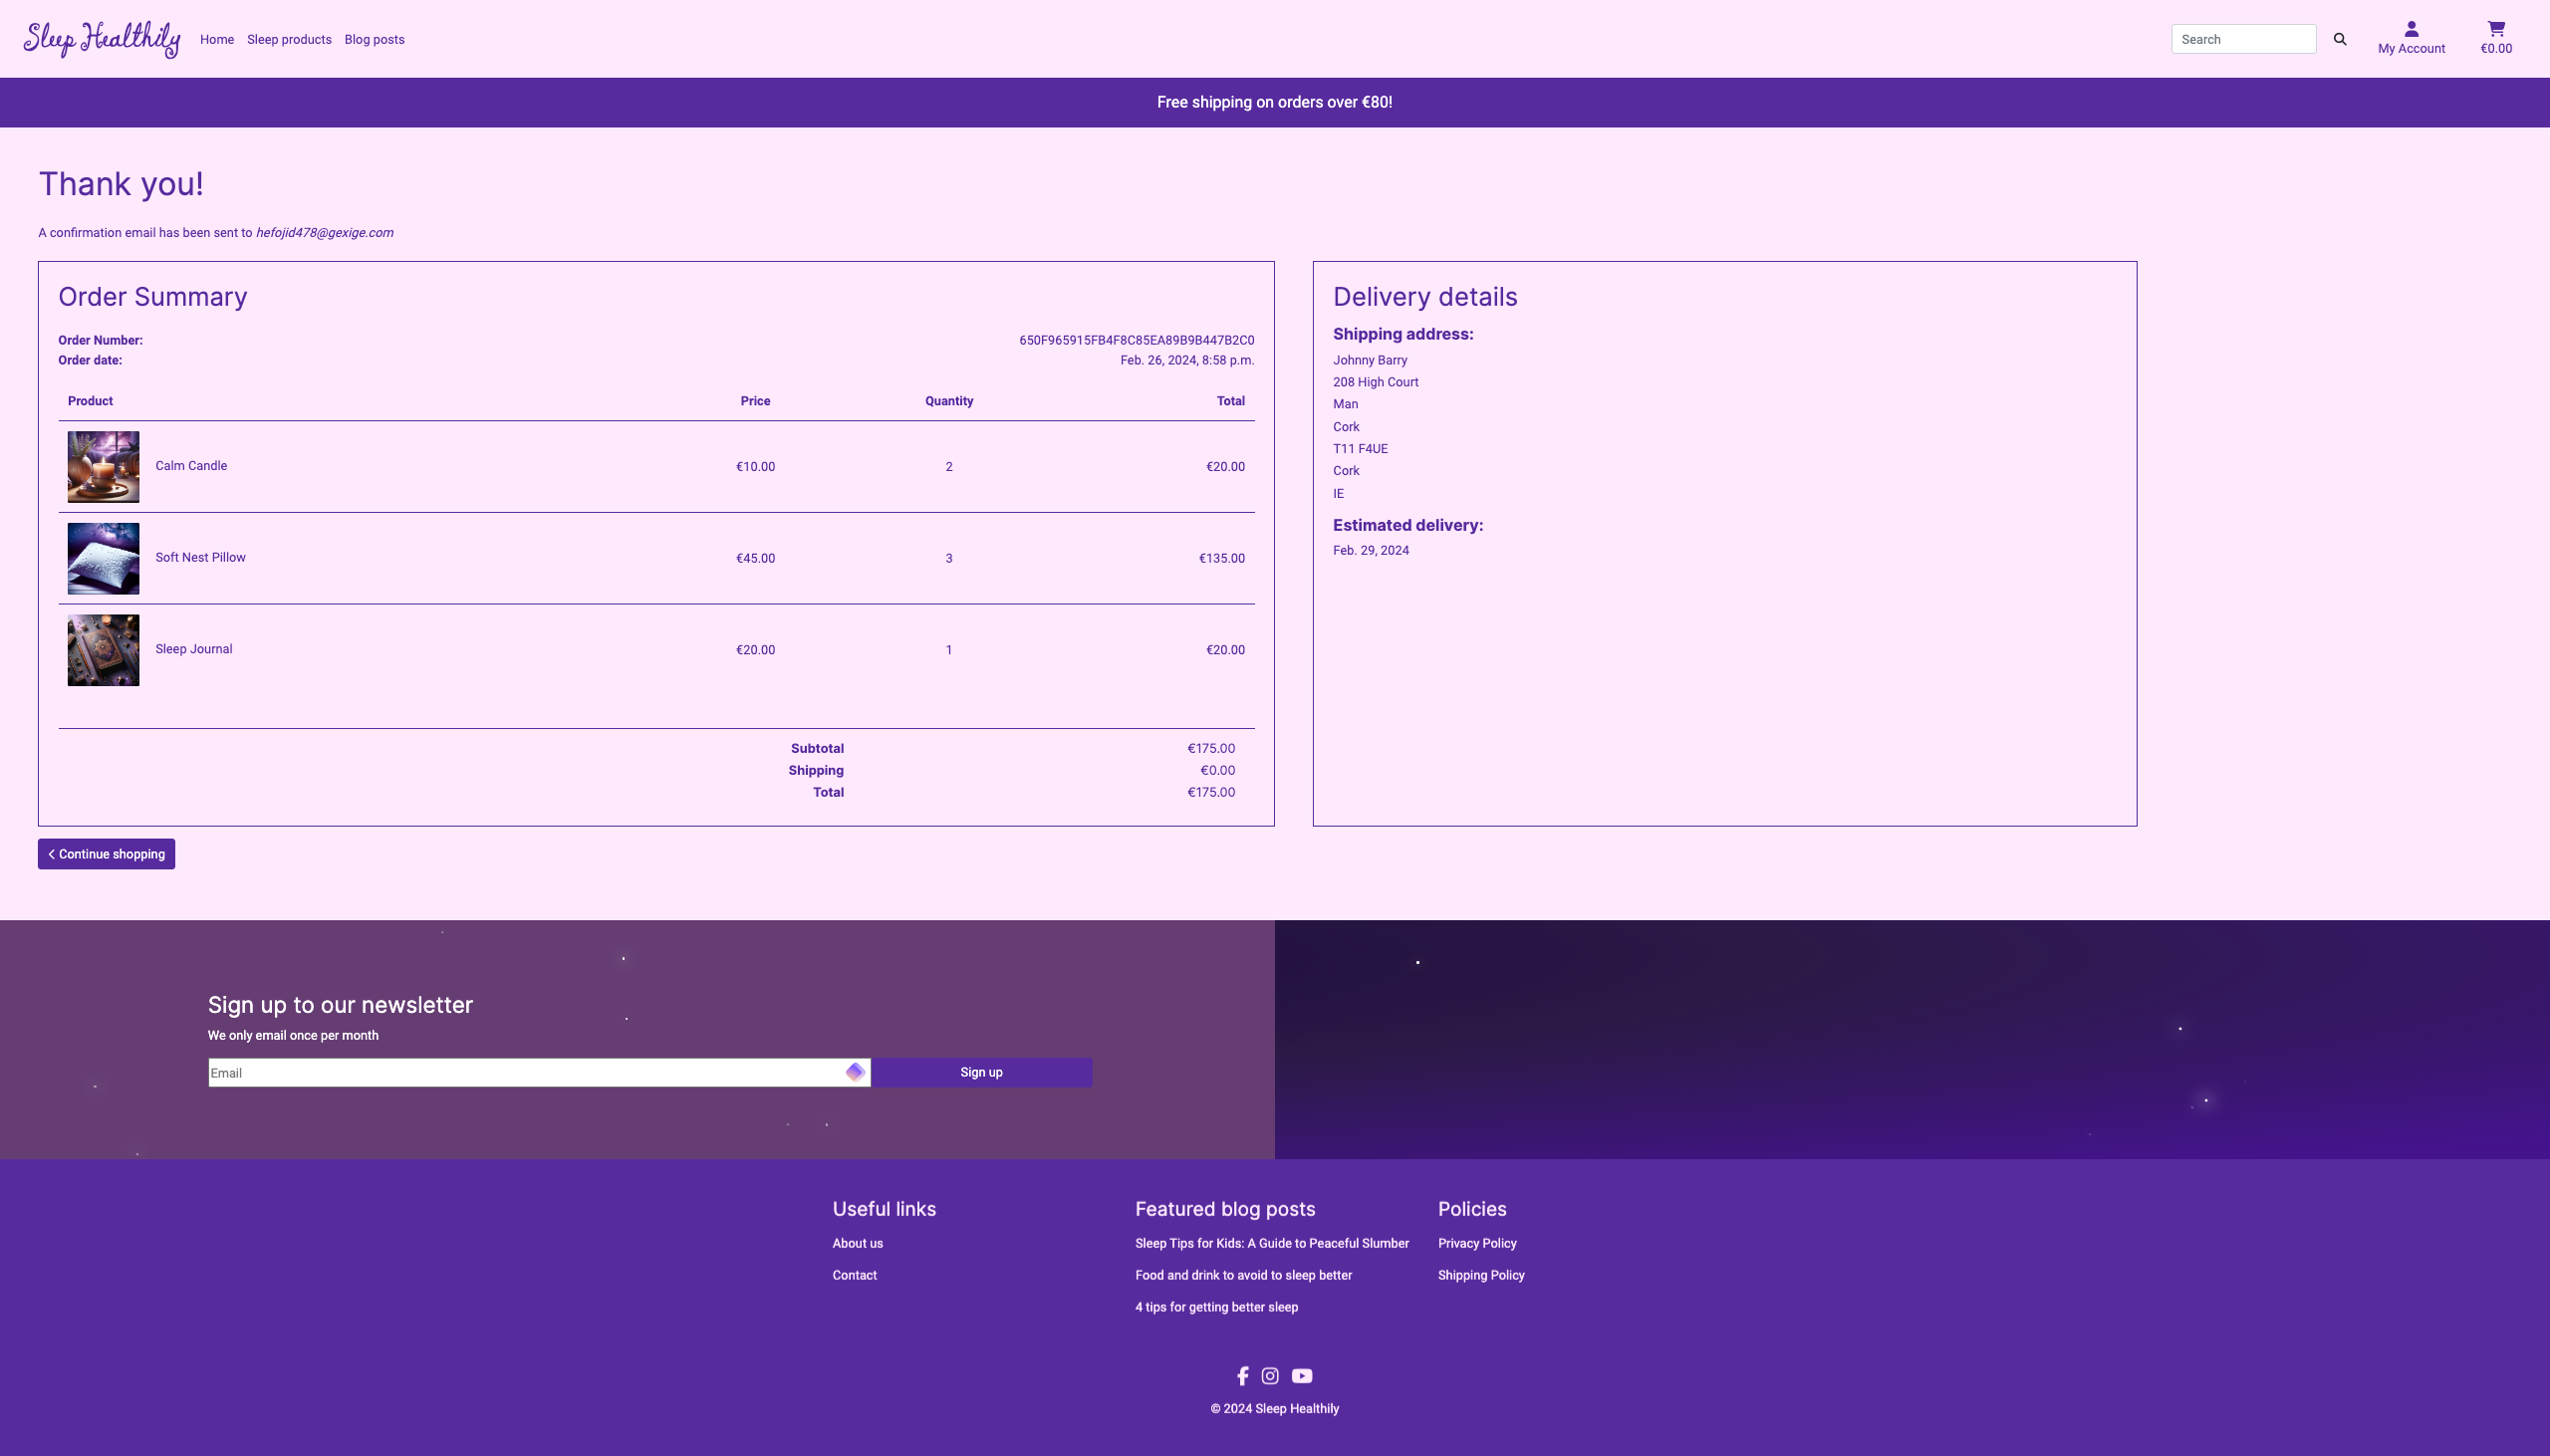 Sleep Healthily
Home Sleep products Blog posts
Search
My Account
€0.00
Free shipping on orders over €80!
Thank you!
A confirmation email has been sent to hefojid478@gexige.com
Order Summary
Order Number: 650F965915FB4F8C85EA89B9B447B2C0
Order date: Feb. 26, 2024, 8:58 p.m.
Product Price Quantity Total
Calm Candle €10.00 2 €20.00
Soft Nest Pillow €45.00 3 €135.00
Sleep Journal €20.00 1 €20.00
Subtotal €175.00
Shipping €0.00
Total €175.00
Delivery details
Shipping address:
Johnny Barry
208 High Court
Man
Cork
T11 F4UE
Cork
IE
Estimated delivery:
Feb. 29, 2024
Continue shopping
Sign up to our newsletter
We only email once per month
Email
Sign up
Useful links
About us
Contact
Featured blog posts
Sleep Tips for Kids: A Guide to Peaceful Slumber
Food and drink to avoid to sleep better
4 tips for getting better sleep
Policies
Privacy Policy
Shipping Policy
© 2024 Sleep Healthily